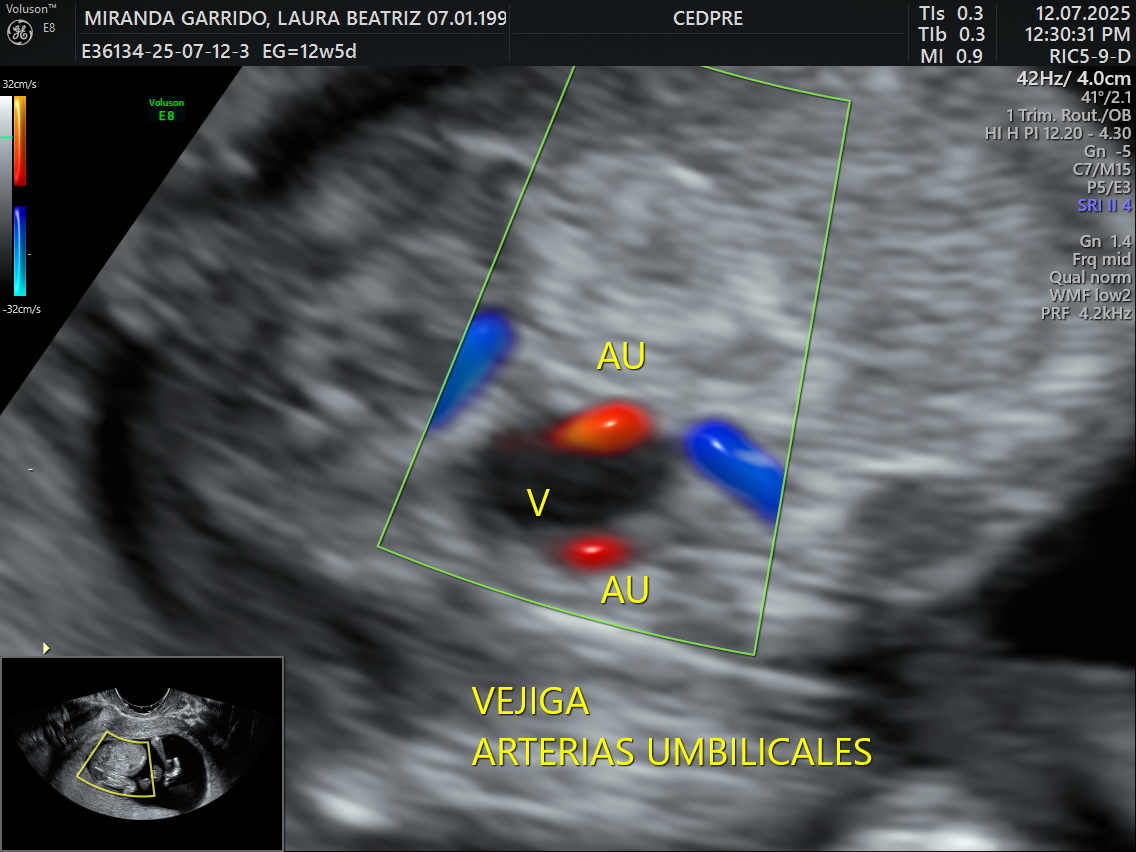 Voluson™
E8
MIRANDA GARRIDO, LAURA BEATRIZ 07.01.199
E36134-25-07-12-3 EG=12w5d
CEDPRE
TIs 0.3
TIb 0.3
MI 0.9
12.07.2025
12:30:31 PM
RIC5-9-D
42Hz/ 4.0cm
41°/2.1
1 Trim. Rout./OB
HI H PI 12.20 - 4.30
Gn -5
C7/M15
P5/E3
SRI II 4
Gn 1.4
Frq mid
Qual norm
WMF low2
PRF 4.2kHz
32cm/s
-32cm/s
Voluson
E8
AU
V
AU
VEJIGA
ARTERIAS UMBILICALES